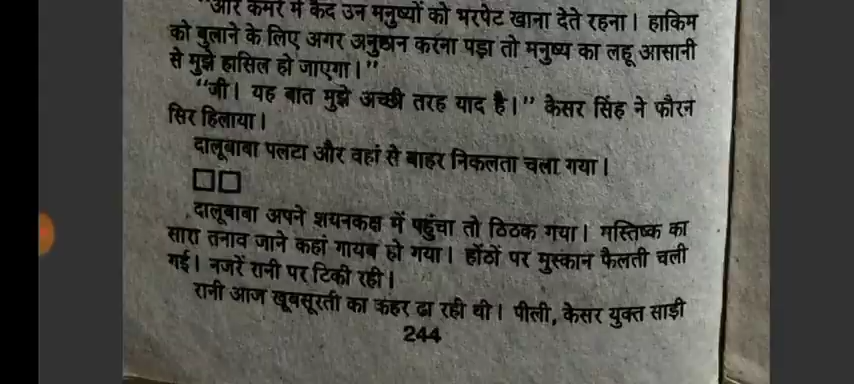 "और कमरे में कैद उन मनुष्यों को भरपेट खाना देते रहना। हाकिम
को बुलाने के लिए अगर अनुष्ठान करना पड़ा तो मनुष्य का लहू आसानी
से मुझे हासिल हो जाएगा।"
"जी। यह बात मुझे अच्छी तरह याद है।" केसर सिंह ने फौरन
सिर हिलाया।
दालूबाबा पलटा और वहां से बाहर निकलता चला गया।
□□
दालूबाबा अपने शयनकक्ष में पहुंचा तो ठिठक गया। मस्तिष्क का
सारा तनाव जाने कहां गायब हो गया। होंठों पर मुस्कान फैलती चली
गई। नजरें रानी पर टिकी रही।
रानी आज खूबसूरती का कहर ढा रही थी। पीली, केसर युक्त साड़ी
244